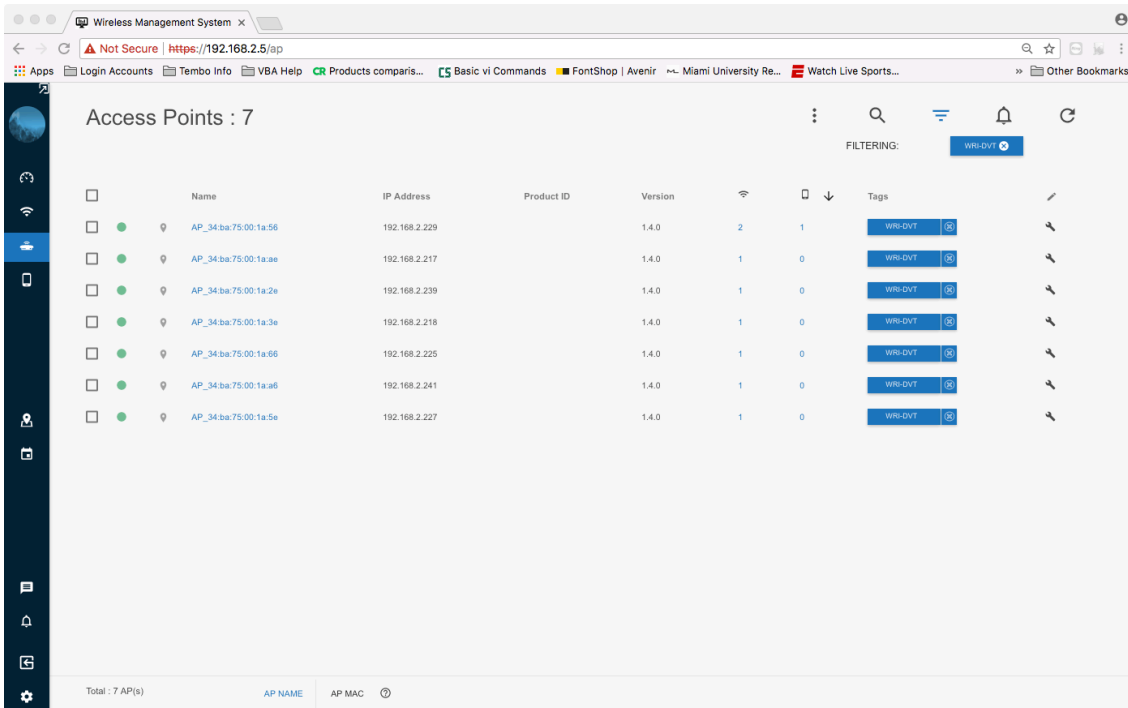 Wireless Management System
Not Secure | https://192.168.2.5/ap
Apps Login Accounts Tembo Info VBA Help CR Products comparis... CS Basic vi Commands FontShop | Avenir Miami University Re... E Watch Live Sports... » Other Bookmarks
Access Points : 7
FILTERING: WRI-DVT
Name IP Address Product ID Version Tags
AP_34:ba:75:00:1a:56 192.168.2.229 1.4.0 2 1 WRI-DVT
AP_34:ba:75:00:1a:ae 192.168.2.217 1.4.0 1 0 WRI-DVT
AP_34:ba:75:00:1a:2e 192.168.2.239 1.4.0 1 0 WRI-DVT
AP_34:ba:75:00:1a:3e 192.168.2.218 1.4.0 1 0 WRI-DVT
AP_34:ba:75:00:1a:66 192.168.2.225 1.4.0 1 0 WRI-DVT
AP_34:ba:75:00:1a:a6 192.168.2.241 1.4.0 1 0 WRI-DVT
AP_34:ba:75:00:1a:5e 192.168.2.227 1.4.0 1 0 WRI-DVT
Total : 7 AP(s) AP NAME AP MAC